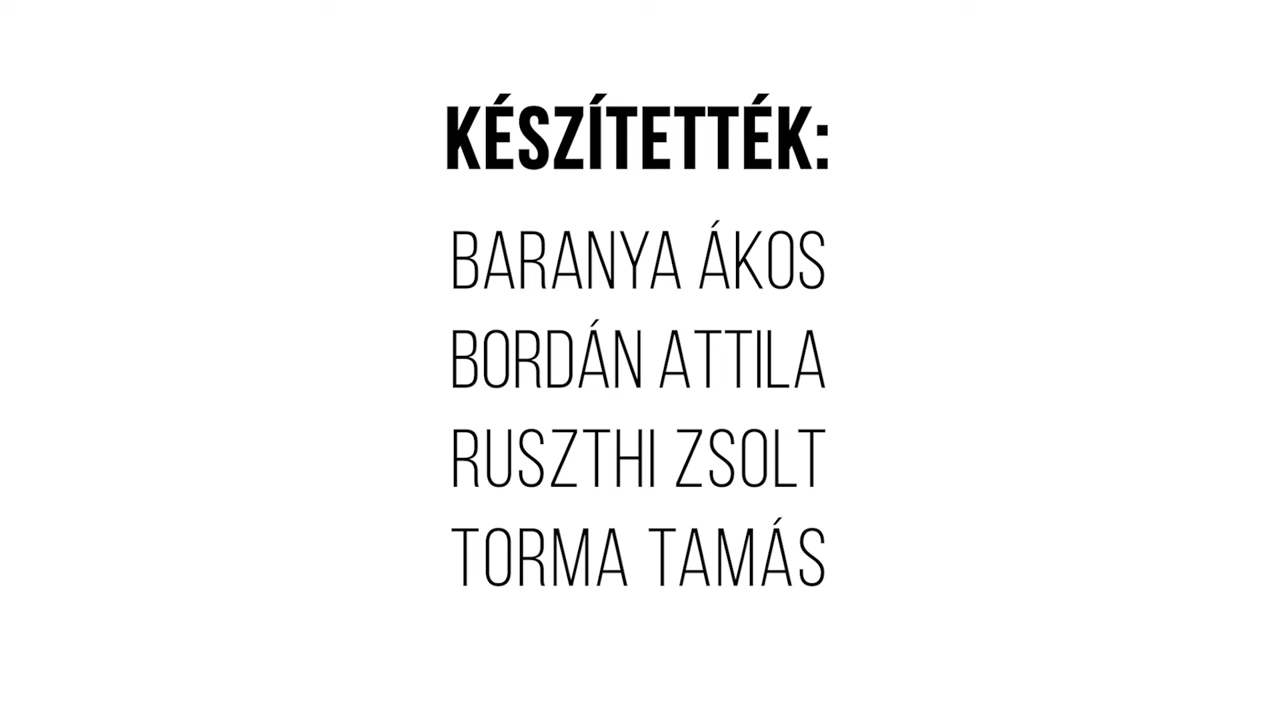 KÉSZÍTETTÉK:
BARANYA ÁKOS
BORDÁN ATTILA
RUSZTHI ZSOLT
TORMA TAMÁS